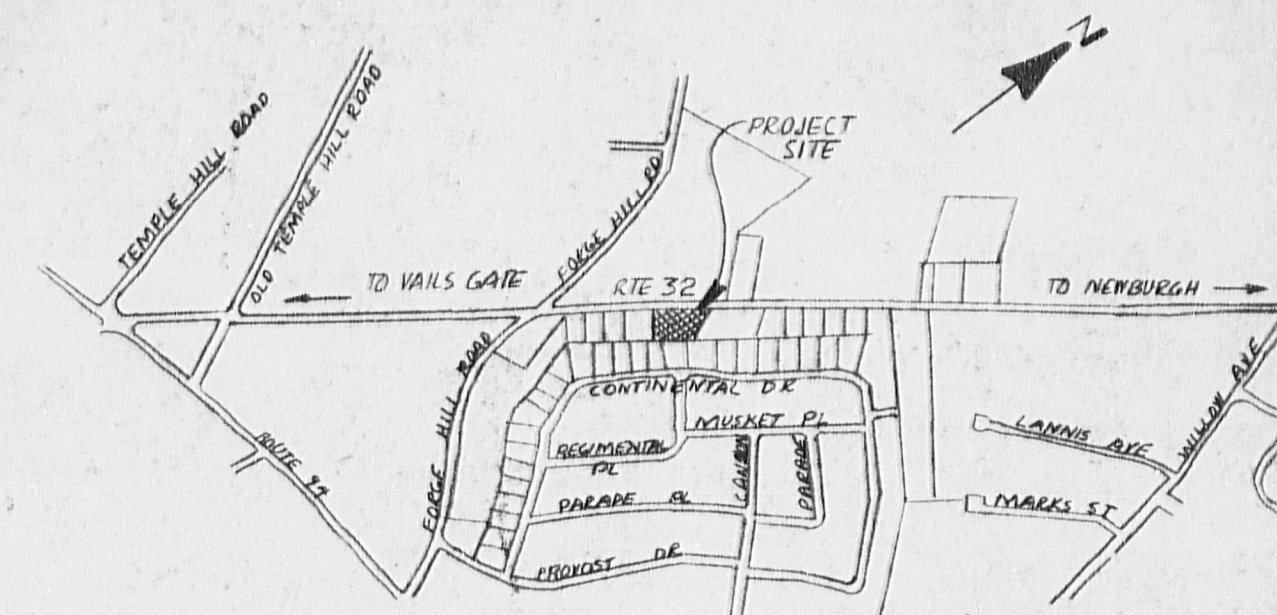 N
TEMPLE HILL ROAD
OLD TEMPLE HILL ROAD
PROJECT
SITE
FORGE HILL RD
TO VAILS GATE
RTE 32
TO NEWBURGH
FORGE HILL ROAD
CONTINENTAL DR
MUSKET PL
REGIMENTAL
PL
CANNON
PARADE
PARADE PL
PROVOST DR
ROUTE 94
LANNIS AVE
MARKS ST
WILLOW AVE